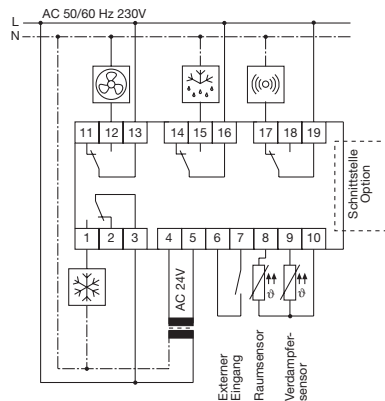 AC 50/60 Hz 230V
L
N
11 12 13 14 15 16 17 18 19
Schnittstelle
Option
1 2 3 4 5 6 7 8 9 10
AC 24V
ϑ ϑ
Externer
Eingang
Raumsensor
Verdampfer-
sensor